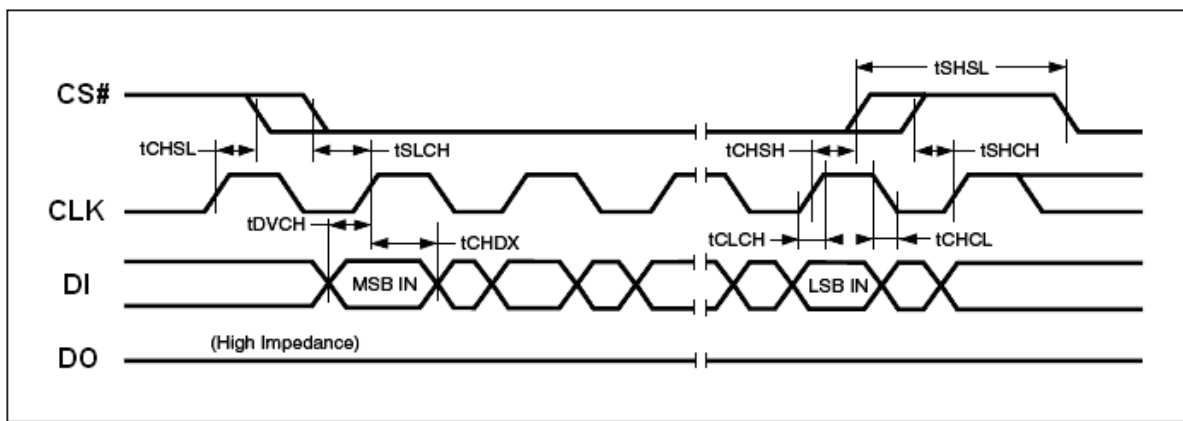 tSHSL
CS#
tCHSL
tSLCH
tCHSH
tSHCH
CLK
tDVCH
tCHDX
tCLCH
tCHCL
DI
MSB IN
LSB IN
(High Impedance)
DO